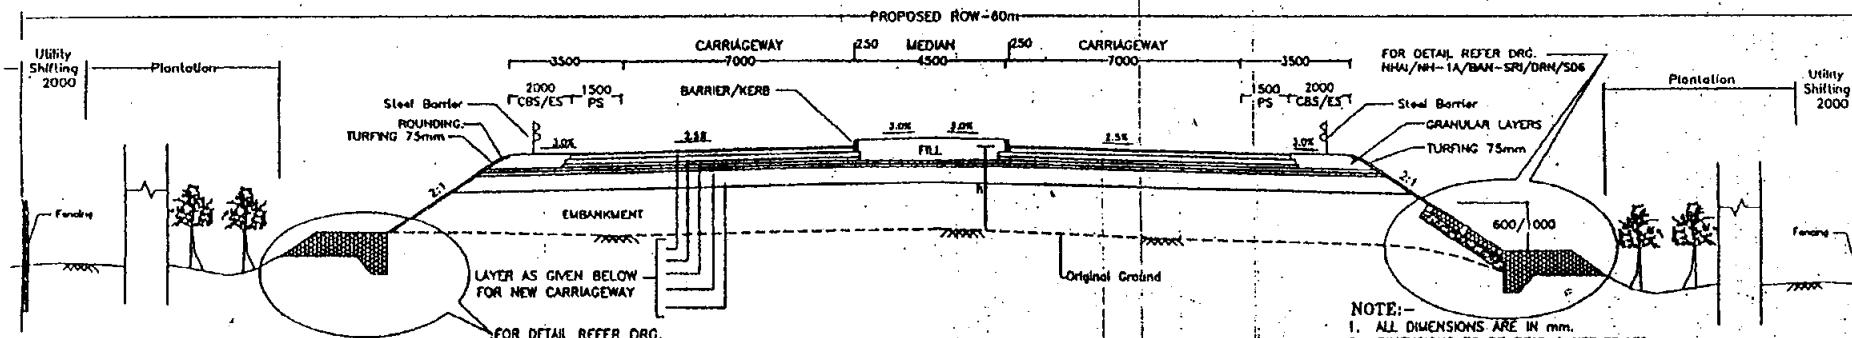 PROPOSED ROW-60m
Utility
Shifting
2000
Plantation
3500
CARRIAGEWAY
7000
250
MEDIAN
4500
250
CARRIAGEWAY
7000
3500
FOR DETAIL REFER DRG.
NHAI/NH-1A/BAN-SRI/DRN/SD6
Plantation
Utility
Shifting
2000
2000
CBS/ES
1500
PS
BARRIER/KERB
1500
PS
2000
CBS/ES
Steel Barrier
ROUNDING.
TURFING 75mm
Steel Barrier
GRANULAR LAYERS
TURFING 75mm
3.0%
3.0%
3.0%
2.5%
3.0%
FILL
2:1
2:1
h
Fencing
EMBANKMENT
600/1000
Fencing
LAYER AS GIVEN BELOW
FOR NEW CARRIAGEWAY
Original Ground
FOR DETAIL REFER DRG.
NOTE:-
1. ALL DIMENSIONS ARE IN mm.